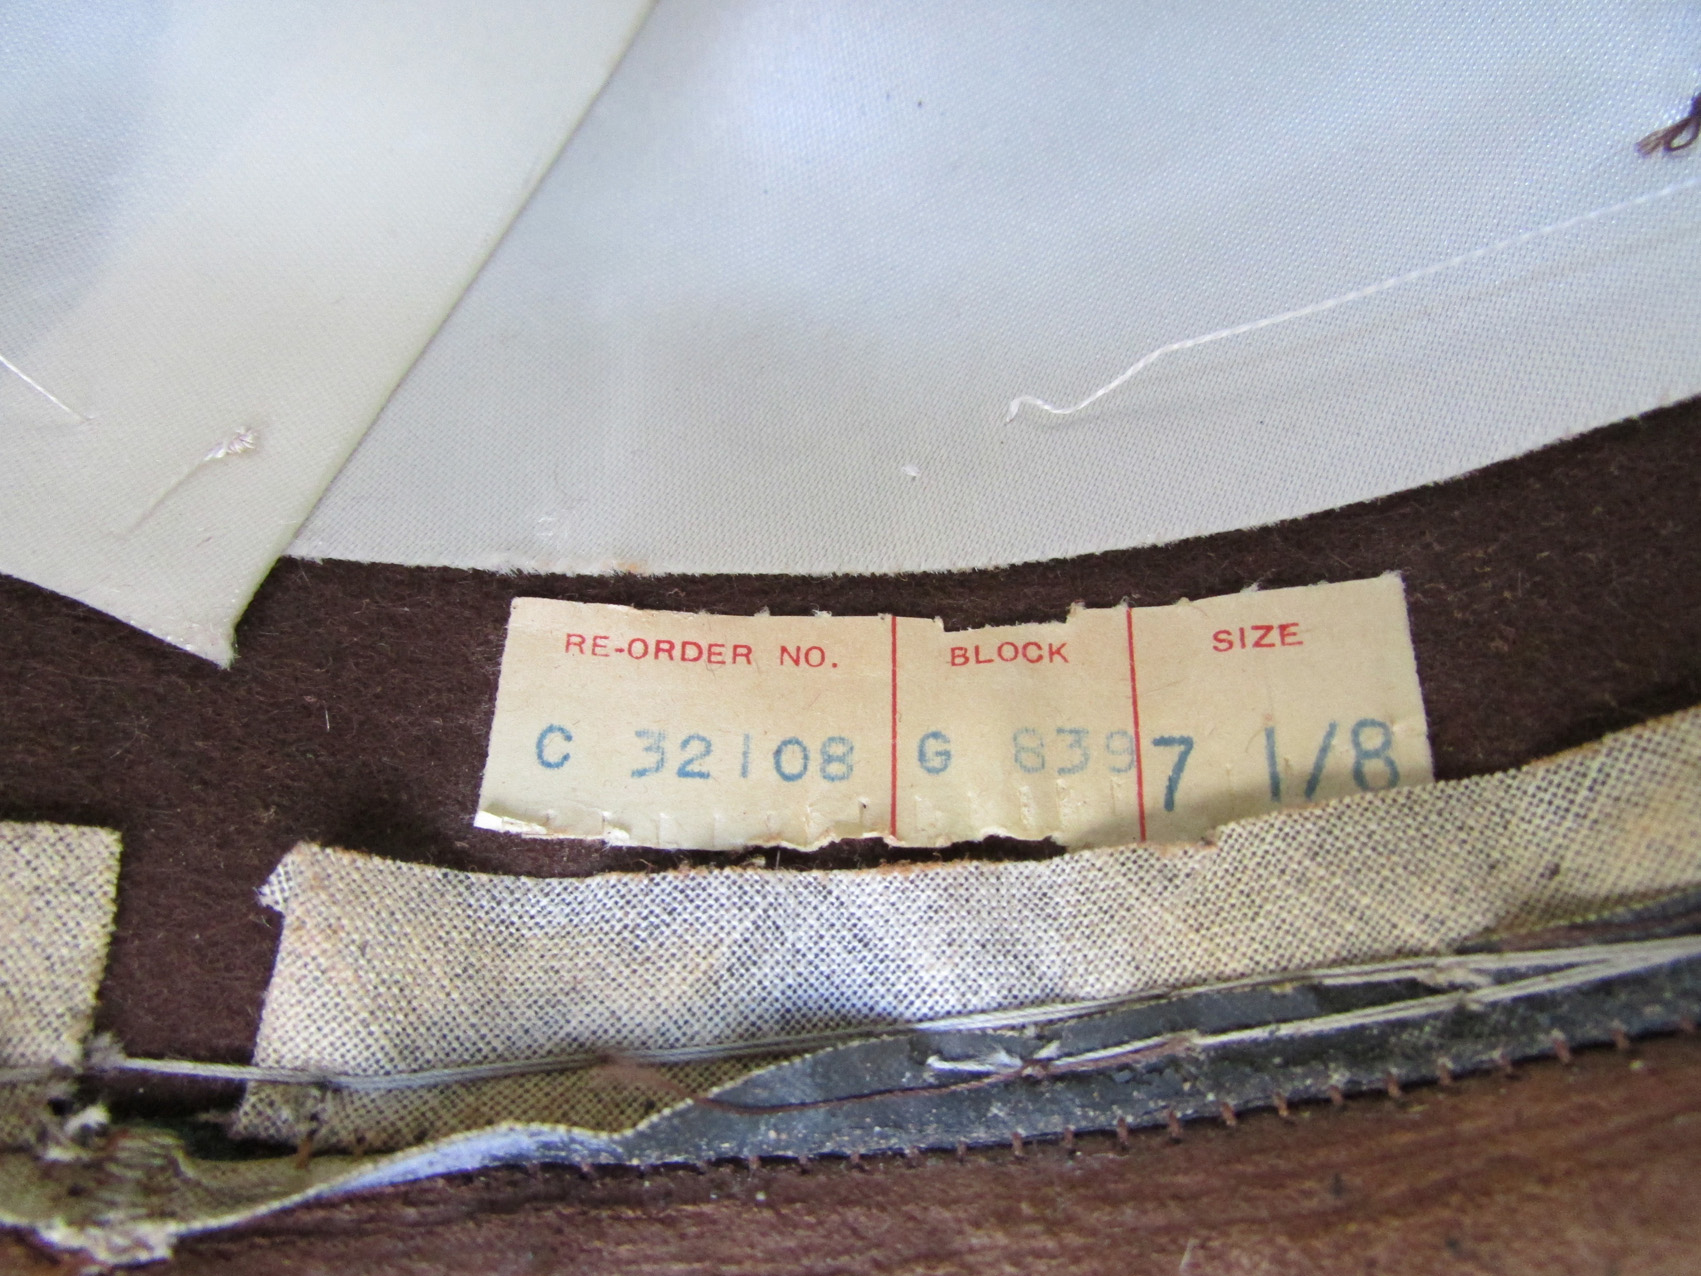 RE-ORDER NO. BLOCK SIZE
C 32108 G 839 7 1/8